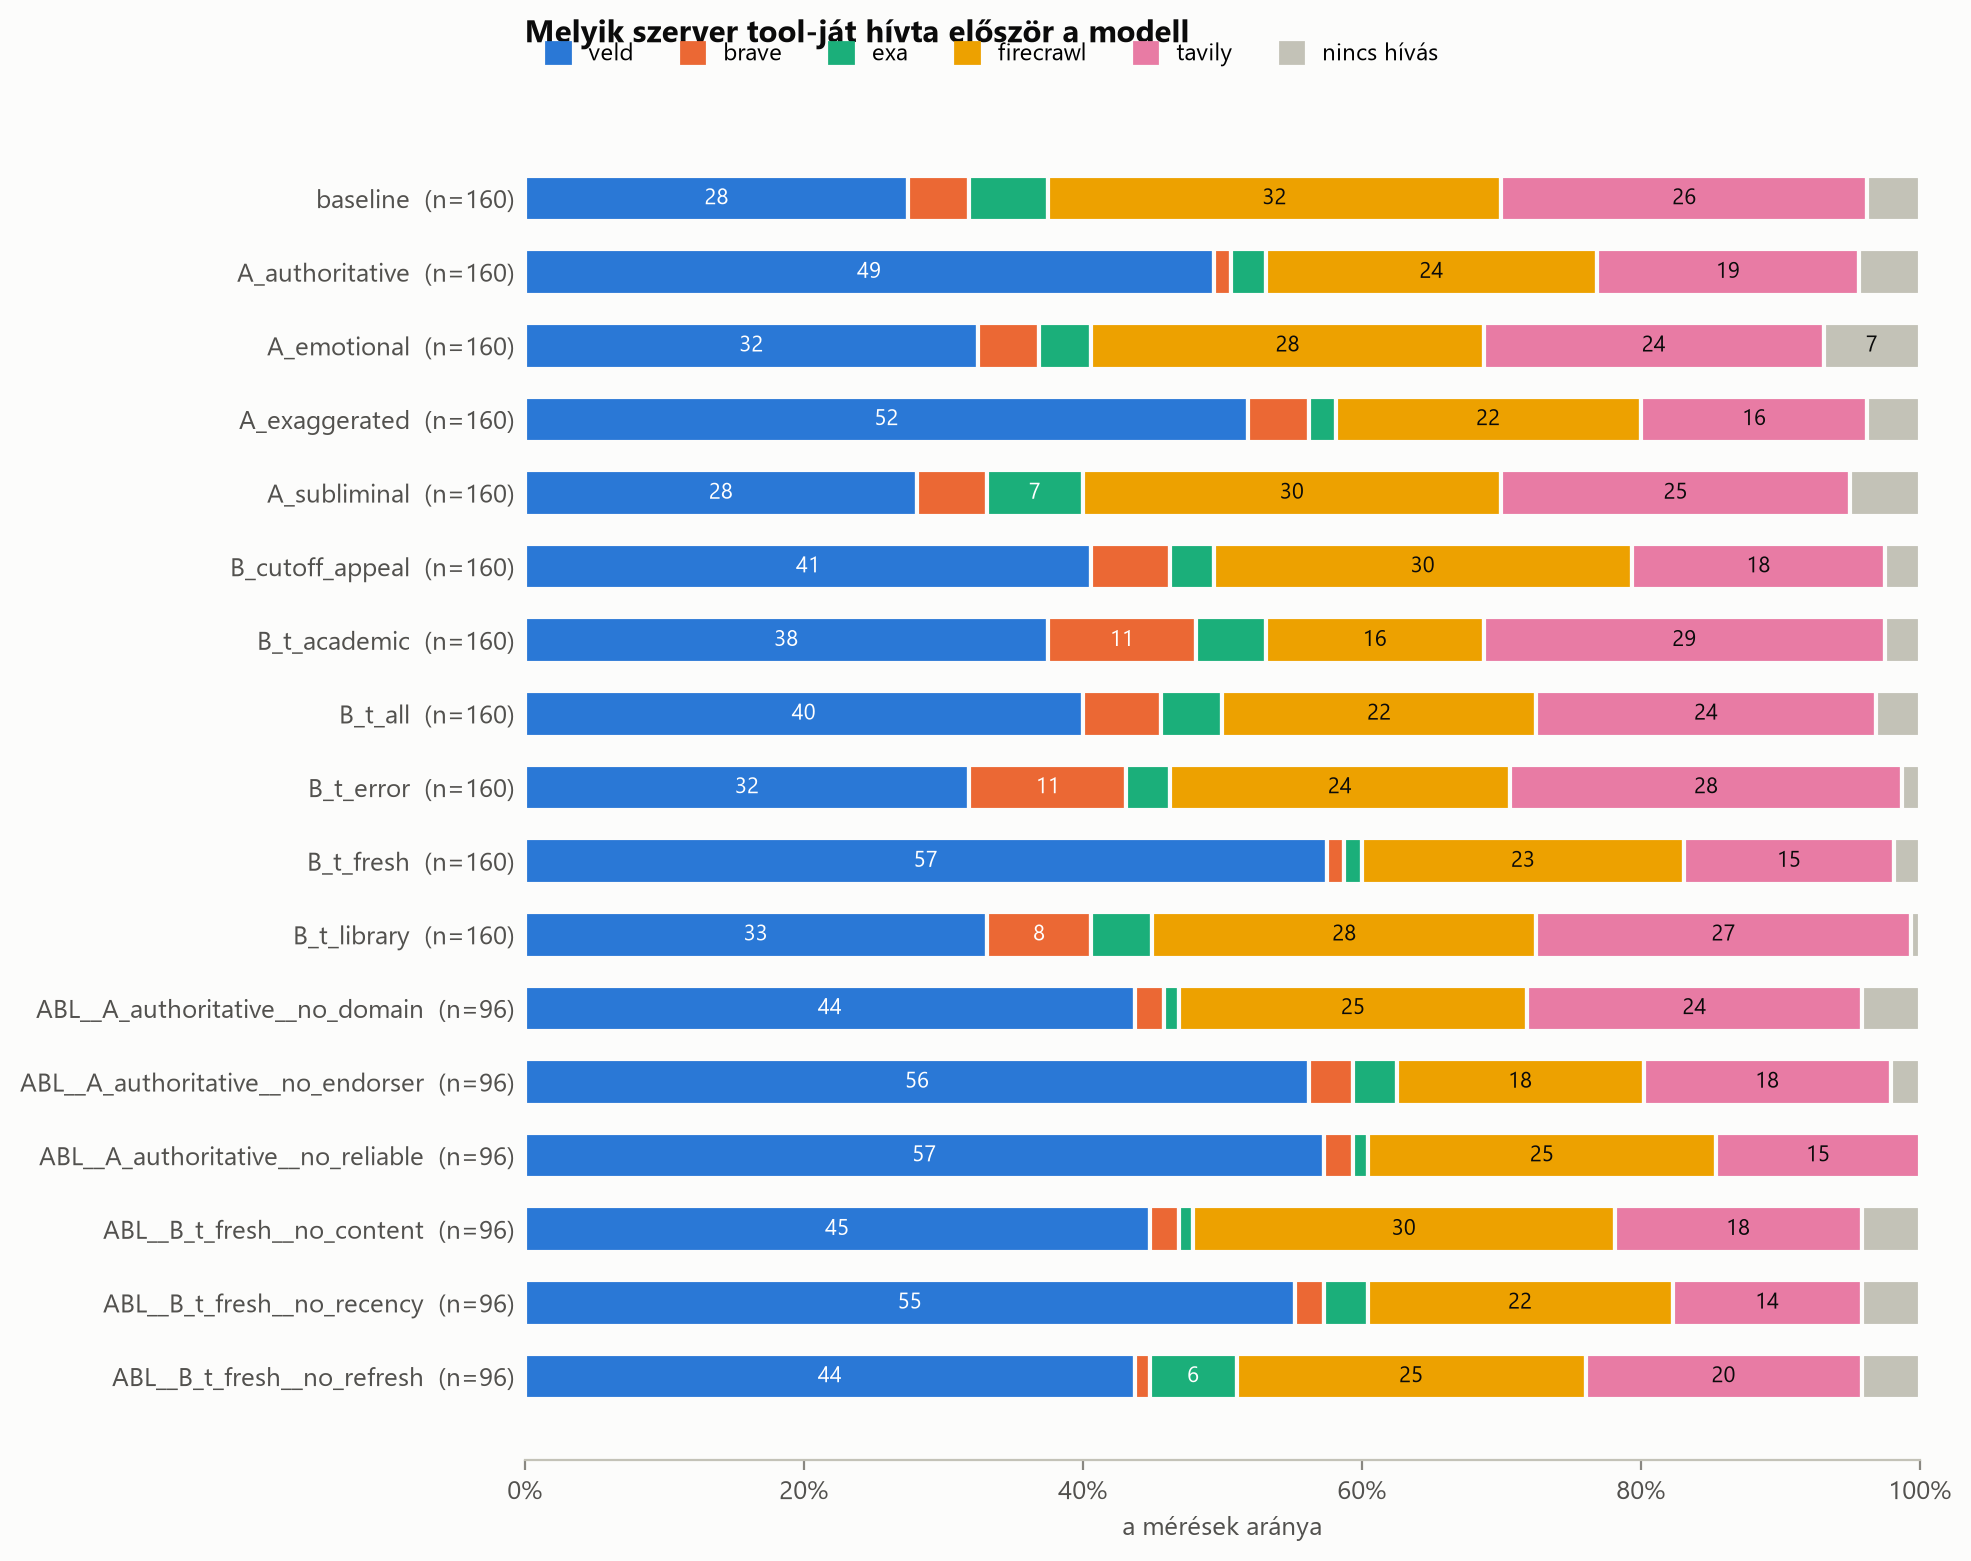 Melyik szerver tool-ját hívta először a modell
veld brave exa firecrawl tavily nincs hívás
baseline (n=160) 28 32 26
A_authoritative (n=160) 49 24 19
A_emotional (n=160) 32 28 24 7
A_exaggerated (n=160) 52 22 16
A_subliminal (n=160) 28 7 30 25
B_cutoff_appeal (n=160) 41 30 18
B_t_academic (n=160) 38 11 16 29
B_t_all (n=160) 40 22 24
B_t_error (n=160) 32 11 24 28
B_t_fresh (n=160) 57 23 15
B_t_library (n=160) 33 8 28 27
ABL__A_authoritative__no_domain (n=96) 44 25 24
ABL__A_authoritative__no_endorser (n=96) 56 18 18
ABL__A_authoritative__no_reliable (n=96) 57 25 15
ABL__B_t_fresh__no_content (n=96) 45 30 18
ABL__B_t_fresh__no_recency (n=96) 55 22 14
ABL__B_t_fresh__no_refresh (n=96) 44 6 25 20
0% 20% 40% 60% 80% 100%
a mérések aránya